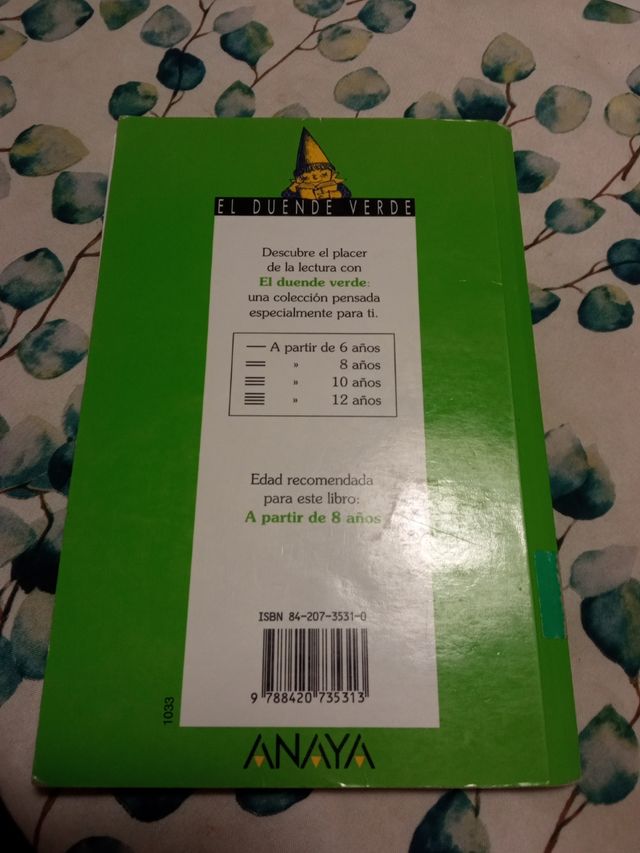 EL DUENDE VERDE
Descubre el placer
de la lectura con
El duende verde:
una colección pensada
especialmente para ti.
A partir de 6 años
» 8 años
» 10 años
» 12 años
Edad recomendada
para este libro:
A partir de 8 años
ISBN 84-207-3531-0
9 788420 735313
1033
ANAYA